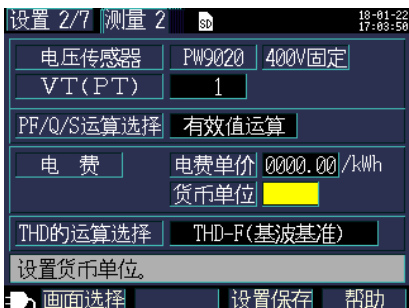 设置 2/7 测量 2 SD 18-01-22
17:03:50
电压传感器 PW9020 400V固定
VT(PT) 1
PF/Q/S运算选择 有效值运算
电 费 电费单价 0000.00 /kWh
货币单位
THD的运算选择 THD-F(基波基准)
设置货币单位。
画面选择 设置保存 帮助